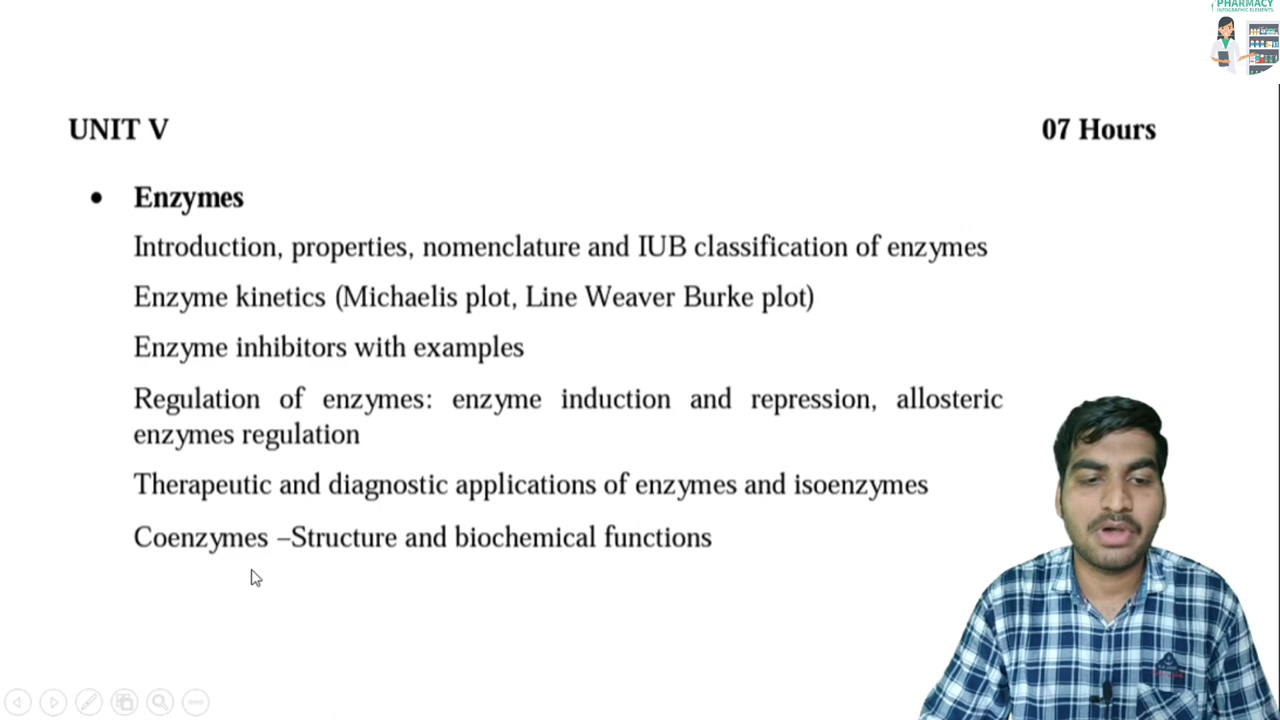 PHARMACY
INFOGRAPHIC ELEMENTS
UNIT V 07 Hours
• Enzymes
Introduction, properties, nomenclature and IUB classification of enzymes
Enzyme kinetics (Michaelis plot, Line Weaver Burke plot)
Enzyme inhibitors with examples
Regulation of enzymes: enzyme induction and repression, allosteric
enzymes regulation
Therapeutic and diagnostic applications of enzymes and isoenzymes
Coenzymes –Structure and biochemical functions